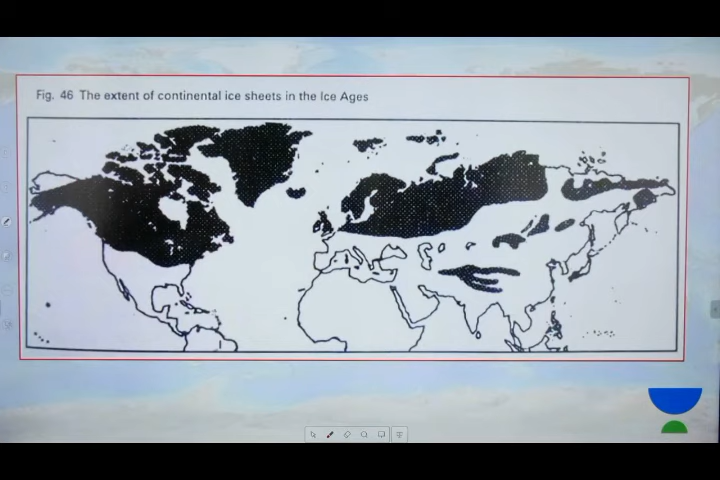 Fig. 46 The extent of continental ice sheets in the Ice Ages